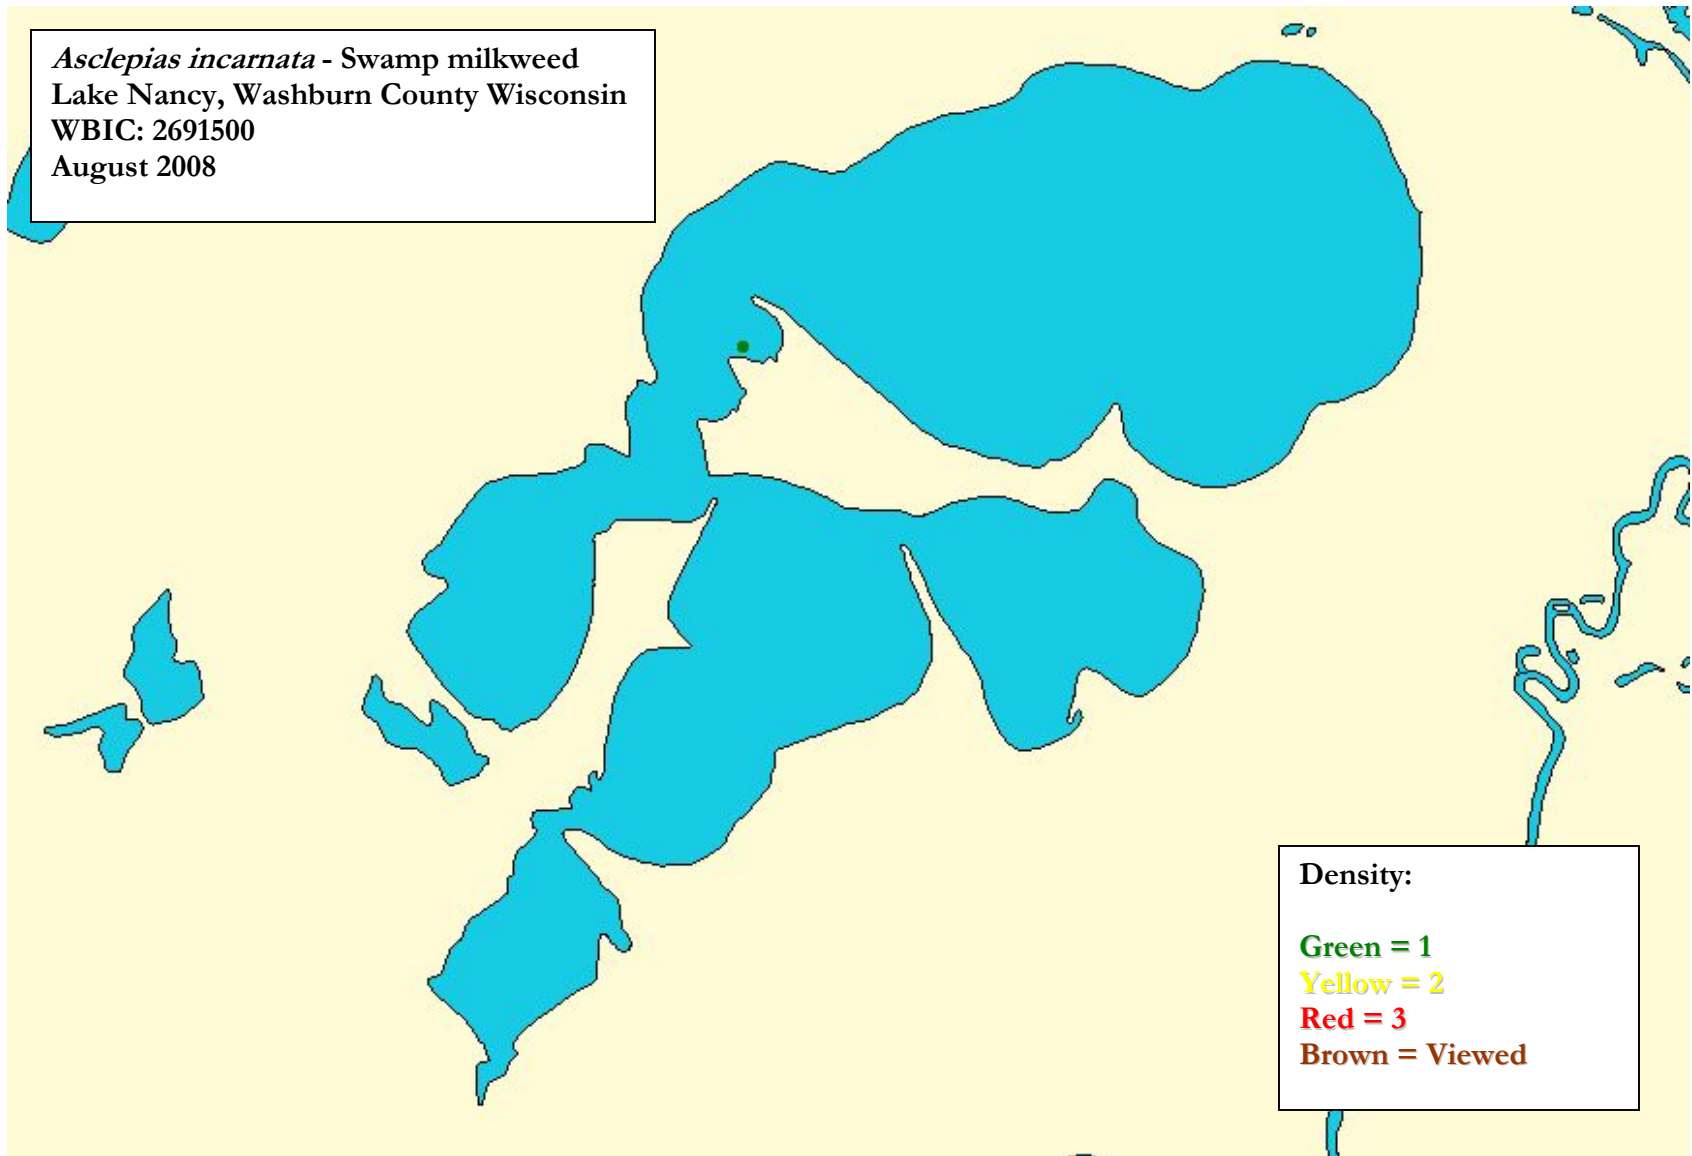 Asclepias incarnata - Swamp milkweed
Lake Nancy, Washburn County Wisconsin
WBIC: 2691500
August 2008
Density:
Green = 1
Yellow = 2
Red = 3
Brown = Viewed